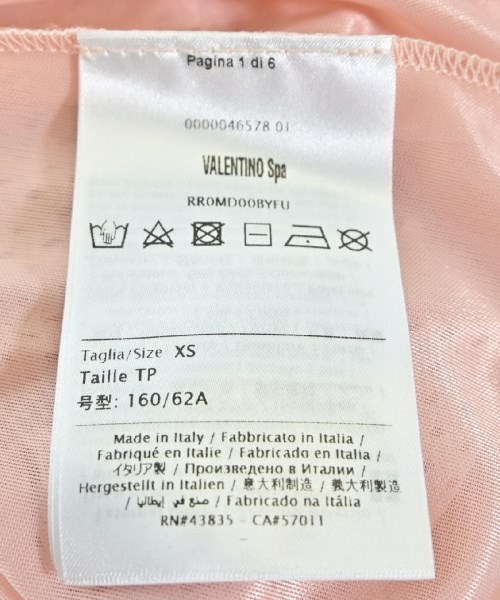 Pagina 1 di 6
0000046578 01
VALENTINO Spa
RR0MD00BYFU
Taglia/Size XS
Taille TP
号型: 160/62A
Made in Italy / Fabbricato in Italia /
Fabriqué en Italie / Fabricado en Italia /
イタリア製 / Произведено в Италии /
Hergestellt in Italien / 意大利制造 / 義大利製造
/ صنع في إيطاليا / Fabricado na Itália
RN#43835 - CA#57011